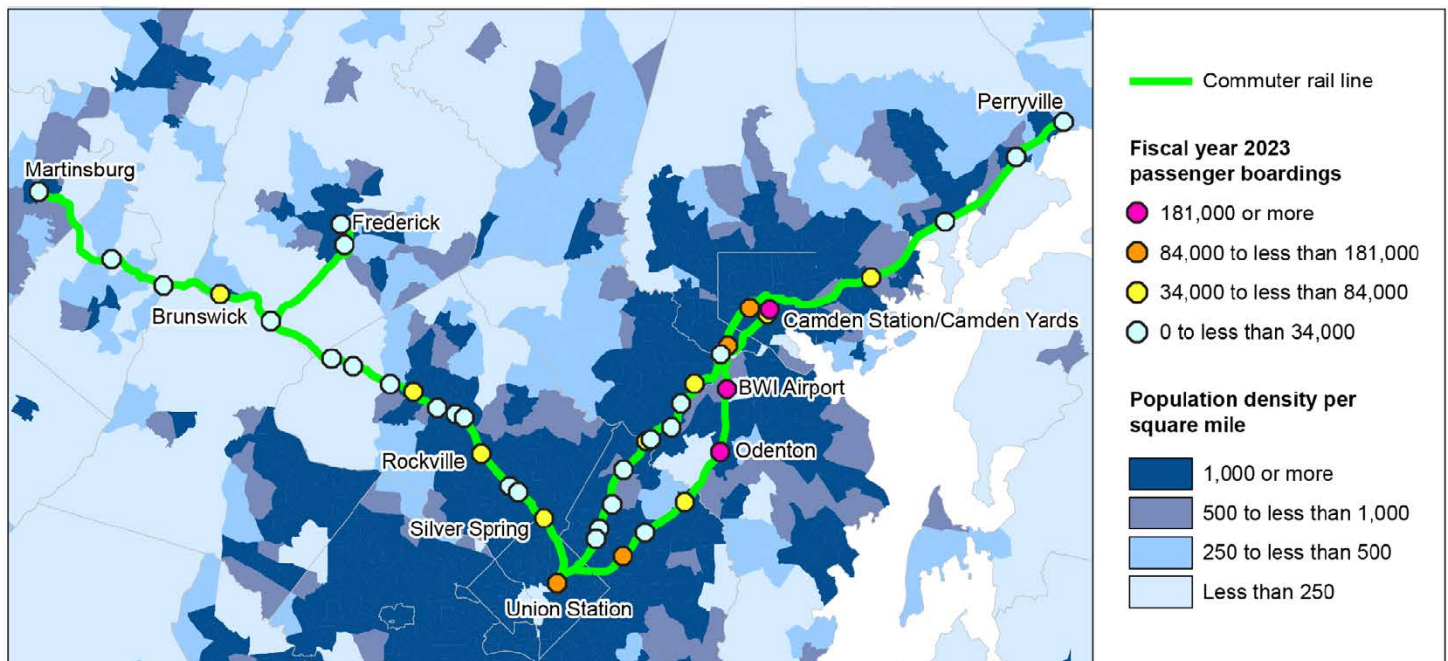 Perryville
Martinsburg
Frederick
Brunswick
Camden Station/Camden Yards
BWI Airport
Odenton
Rockville
Silver Spring
Union Station
Commuter rail line
Fiscal year 2023
passenger boardings
181,000 or more
84,000 to less than 181,000
34,000 to less than 84,000
0 to less than 34,000
Population density per
square mile
1,000 or more
500 to less than 1,000
250 to less than 500
Less than 250